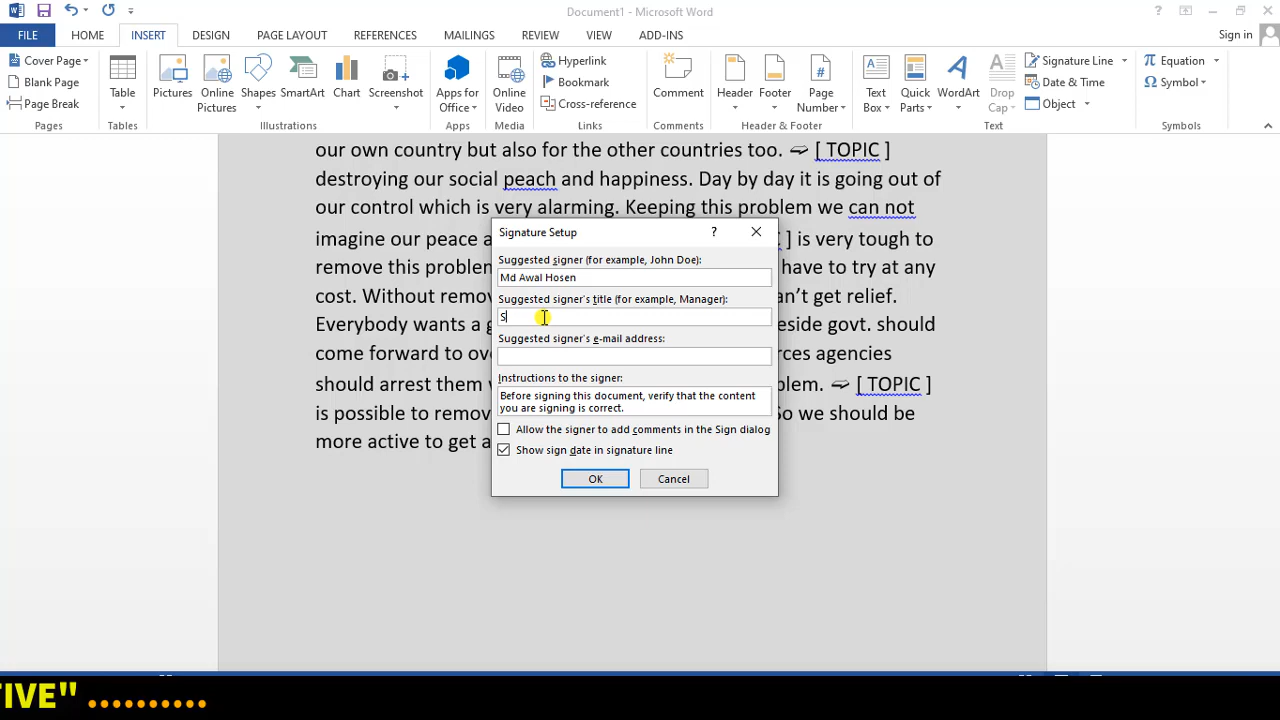 Document1 - Microsoft Word
?
FILE HOME INSERT DESIGN PAGE LAYOUT REFERENCES MAILINGS REVIEW VIEW ADD-INS Sign in
Cover Page
Blank Page
Page Break
Pages
Table
Tables
Pictures
Online Pictures
Shapes
SmartArt
Chart
Screenshot
Illustrations
Apps for Office
Apps
Online Video
Media
Hyperlink
Bookmark
Cross-reference
Links
Comment
Comments
Header
Footer
Page Number
Header & Footer
Text Box
Quick Parts
WordArt
Drop Cap
Signature Line
Date & Time
Object
Text
Equation
Symbol
Symbols
our own country but also for the other countries too. ➫ [ TOPIC ]
destroying our social peach and happiness. Day by day it is going out of
our control which is very alarming. Keeping this problem we can not
imagine our peace a ] is very tough to
remove this problem have to try at any
cost. Without remov n't get relief.
Everybody wants a g eside govt. should
come forward to ov rces agencies
should arrest them blem. ➫ [ TOPIC ]
is possible to remov So we should be
more active to get a
Signature Setup ?
Suggested signer (for example, John Doe):
Md Awal Hosen
Suggested signer's title (for example, Manager):
S
Suggested signer's e-mail address:
Instructions to the signer:
Before signing this document, verify that the content
you are signing is correct.
Allow the signer to add comments in the Sign dialog
Show sign date in signature line
OK Cancel
TIVE" ..........